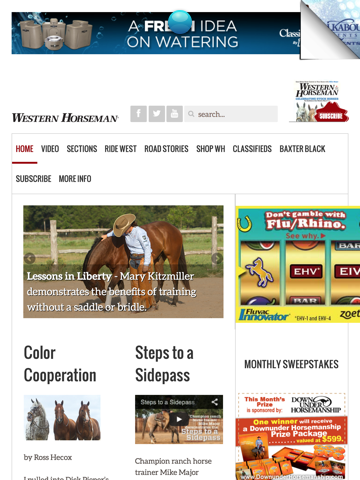 A FRESH IDEA
ON WATERING
Classic
WESTERN HORSEMAN
search...
WESTERN
HORSEMAN
SUBSCRIBE
HOME VIDEO SECTIONS RIDE WEST ROAD STORIES SHOP WH CLASSIFIEDS BAXTER BLACK
SUBSCRIBE MORE INFO
Lessons in Liberty - Mary Kitzmiller
demonstrates the benefits of training
without a saddle or bridle.
Don't gamble with
Flu/Rhino.
See why.
BAR BAR
EHV EIV
BAR
Fluvac
Innovator
*EHV-1 and EHV-4
zoet
Color
Cooperation
by Ross Hecox
Steps to a
Sidepass
Steps to a Sidepass
Steps to a
Sidepass
Champion ranch horse
trainer Mike Major
MONTHLY SWEEPSTAKES
This Month's
Prize
is sponsored by:
DOWN UNDER
HORSEMANSHIP
One winner will receive
a Downunder Horsemanship
Prize Package
valued at $599.